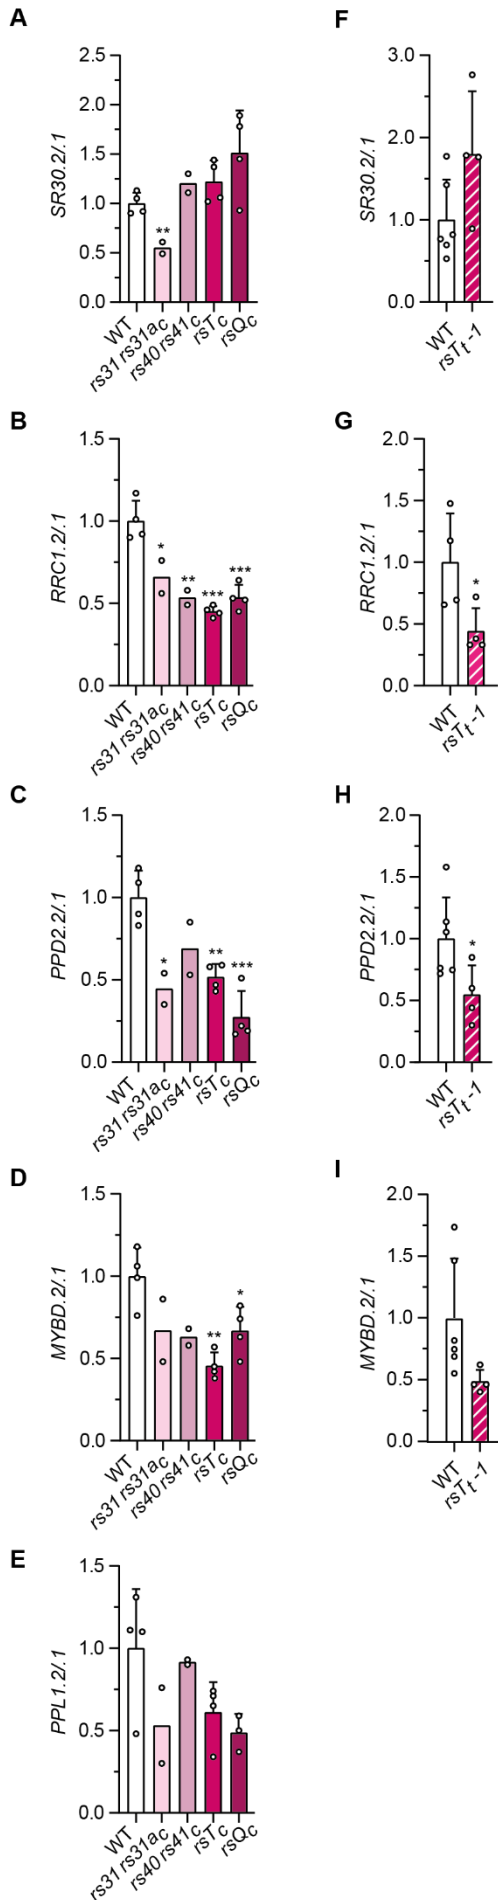 A
SR30.2/.1
2.5
2.0
1.5
1.0
0.5
0.0
**
WT
rs31 rs31ac
rs40 rs41c
rsTc
rsQc
F
SR30.2/.1
3.0
2.0
1.0
0.0
WT
rsTt-1
B
RRC1.2/.1
1.5
1.0
0.5
0.0
*
**
***
***
WT
rs31 rs31ac
rs40 rs41c
rsTc
rsQc
G
RRC1.2/.1
2.0
1.5
1.0
0.5
0.0
*
WT
rsTt-1
C
PPD2.2/.1
1.5
1.0
0.5
0.0
*
**
***
WT
rs31 rs31ac
rs40 rs41c
rsTc
rsQc
H
PPD2.2/.1
2.0
1.5
1.0
0.5
0.0
*
WT
rsTt-1
D
MYBD.2/.1
1.5
1.0
0.5
0.0
**
*
WT
rs31 rs31ac
rs40 rs41c
rsTc
rsQc
I
MYBD.2/.1
2.0
1.5
1.0
0.5
0.0
WT
rsTt-1
E
PPL1.2/.1
1.5
1.0
0.5
0.0
WT
rs31 rs31ac
rs40 rs41c
rsTc
rsQc